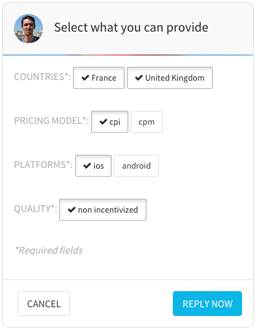 Select what you can provide
COUNTRIES*: ✔ France ✔ United Kingdom
PRICING MODEL*: ✔ cpi cpm
PLATFORMS*: ✔ ios android
QUALITY*: ✔ non incentivized
*Required fields
CANCEL REPLY NOW